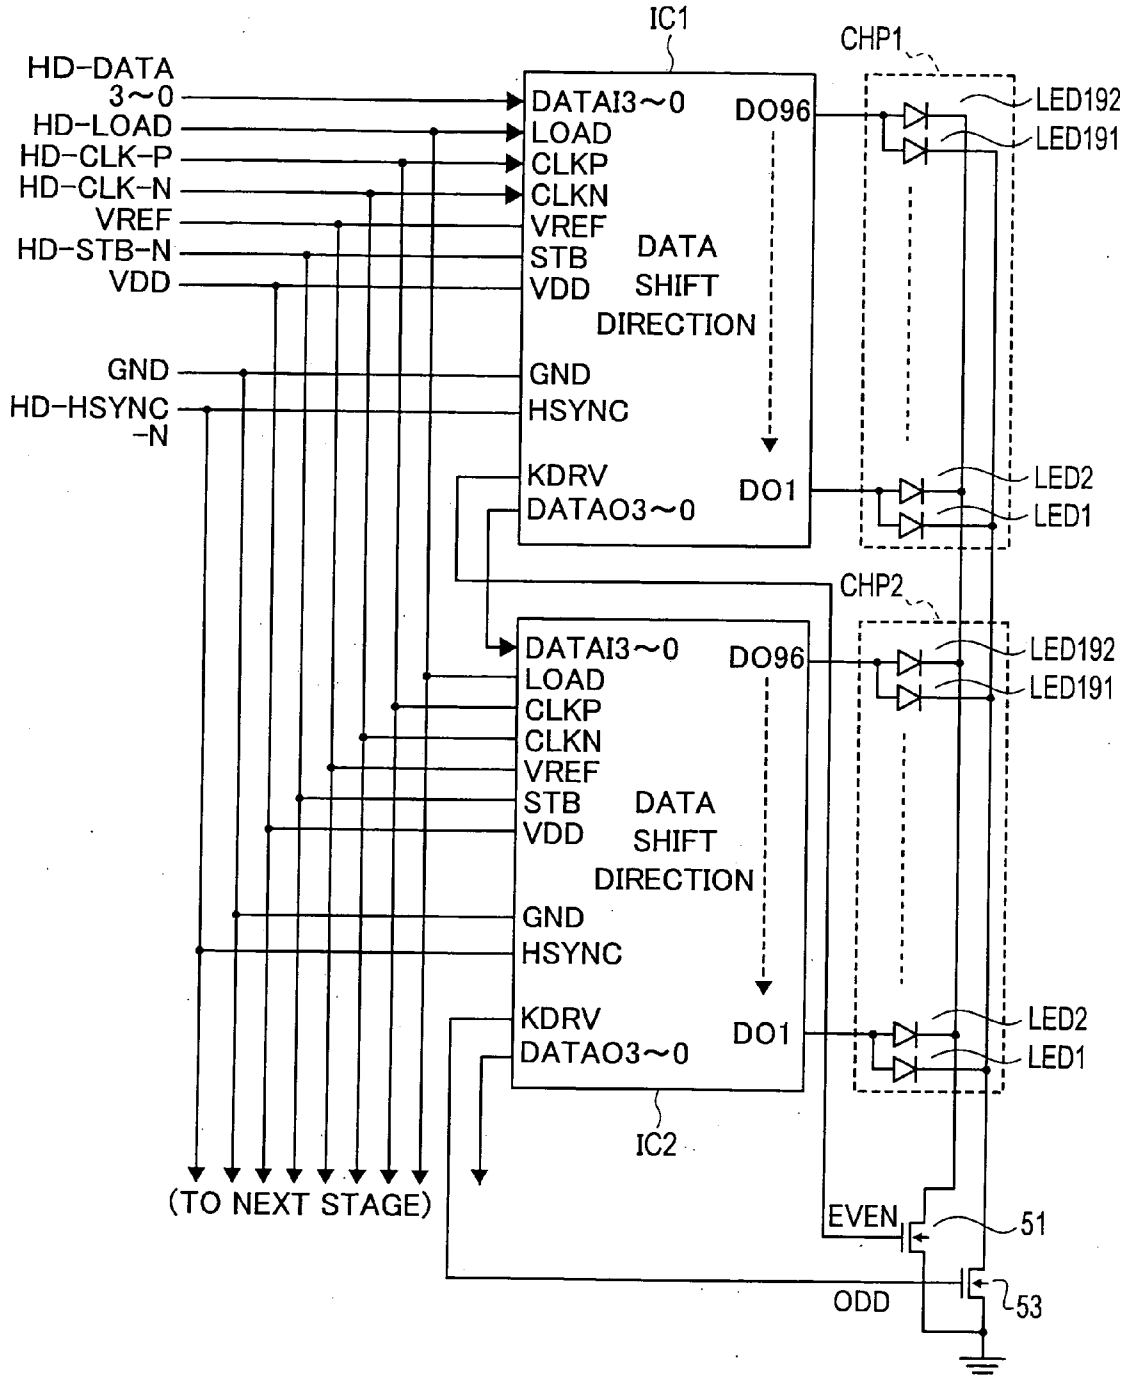 IC1
CHP1
HD-DATA
3~0
HD-LOAD
HD-CLK-P
HD-CLK-N
VREF
HD-STB-N
VDD
GND
HD-HSYNC
-N
DATAI3~0
LOAD
CLKP
CLKN
VREF
STB
VDD
GND
HSYNC
KDRV
DATAO3~0
DATA
SHIFT
DIRECTION
DO96
DO1
LED192
LED191
LED2
LED1
CHP2
DATAI3~0
LOAD
CLKP
CLKN
VREF
STB
VDD
GND
HSYNC
KDRV
DATAO3~0
DATA
SHIFT
DIRECTION
DO96
DO1
LED192
LED191
LED2
LED1
IC2
(TO NEXT STAGE)
EVEN
51
ODD
53